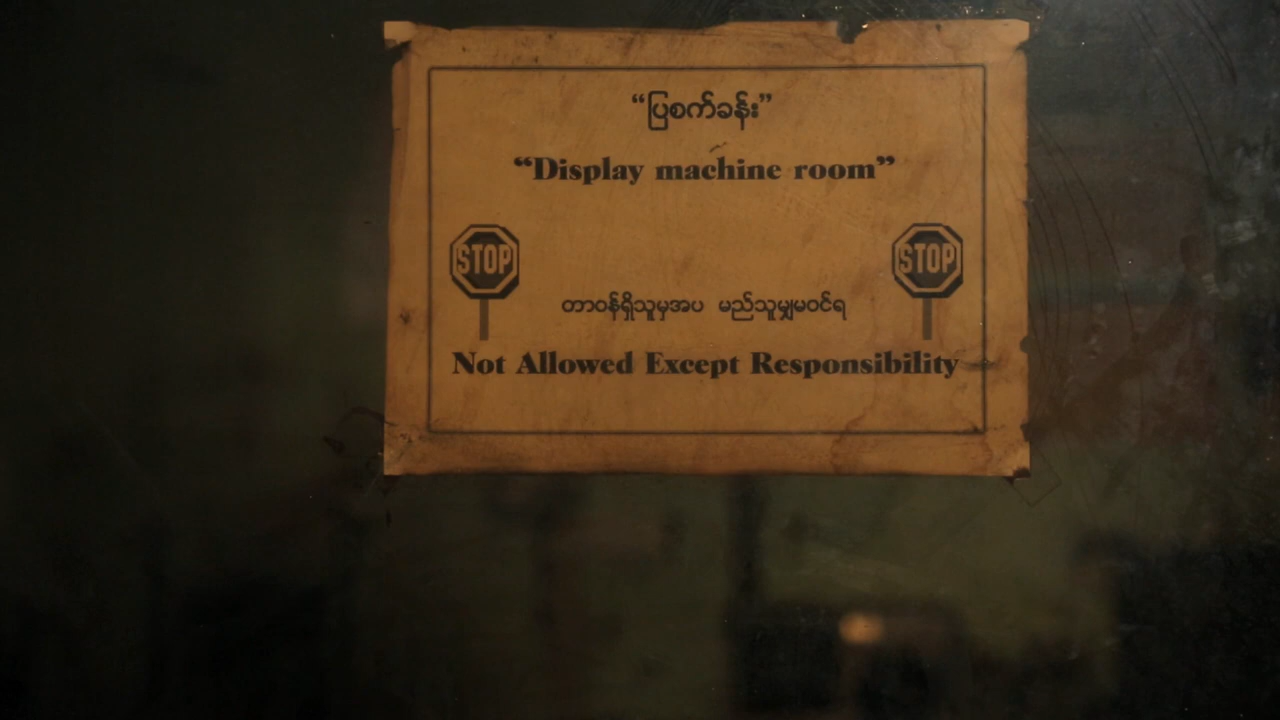 “ပြစက်ခန်း”
“Display machine room”
STOP
STOP
တာဝန်ရှိသူမှအပ မည်သူမျှမဝင်ရ
Not Allowed Except Responsibility